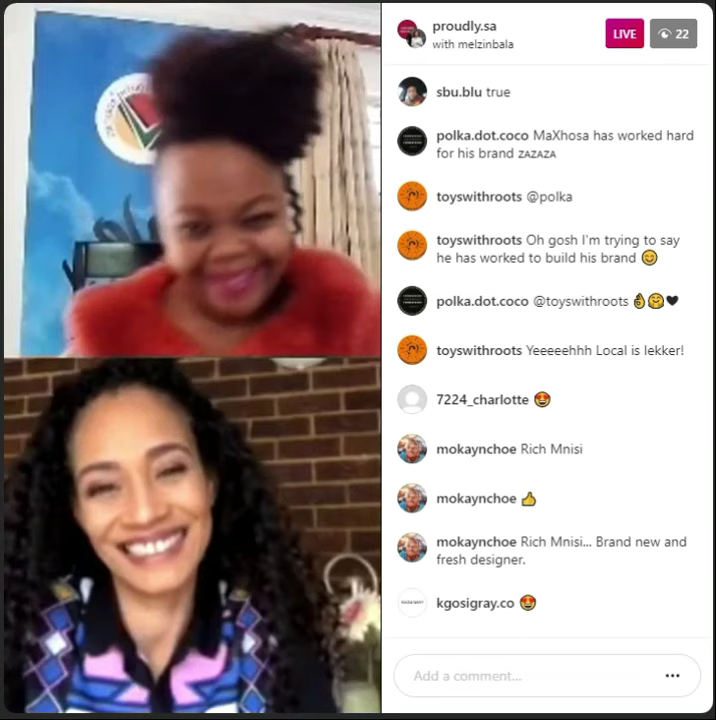 proudly.sa
with melzinbala
LIVE
22
sbu.blu true
polka.dot.coco MaXhosa has worked hard
for his brand ZAZAZA
toyswithroots @polka
toyswithroots Oh gosh I'm trying to say
he has worked to build his brand 😊
polka.dot.coco @toyswithroots 👌🤗🖤
toyswithroots Yeeeeehhh Local is lekker!
7224_charlotte 🤩
mokaynchoe Rich Mnisi
mokaynchoe 👍
mokaynchoe Rich Mnisi... Brand new and
fresh designer.
kgosigray.co 🤩
Add a comment...